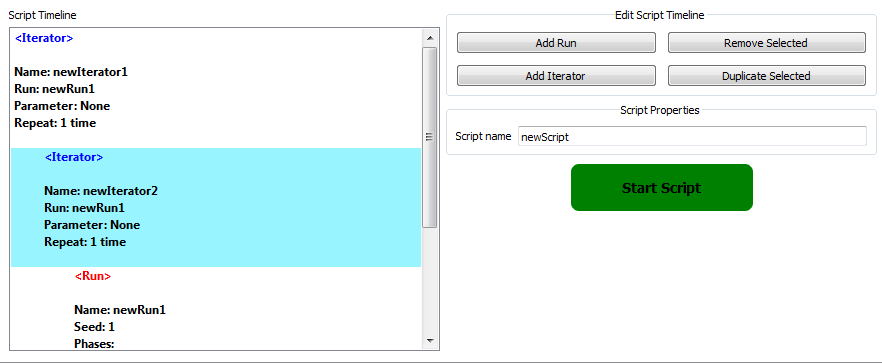 Script Timeline
<Iterator>
Name: newIterator1
Run: newRun1
Parameter: None
Repeat: 1 time
<Iterator>
Name: newIterator2
Run: newRun1
Parameter: None
Repeat: 1 time
<Run>
Name: newRun1
Seed: 1
Phases:
Edit Script Timeline
Add Run
Remove Selected
Add Iterator
Duplicate Selected
Script Properties
Script name newScript
Start Script